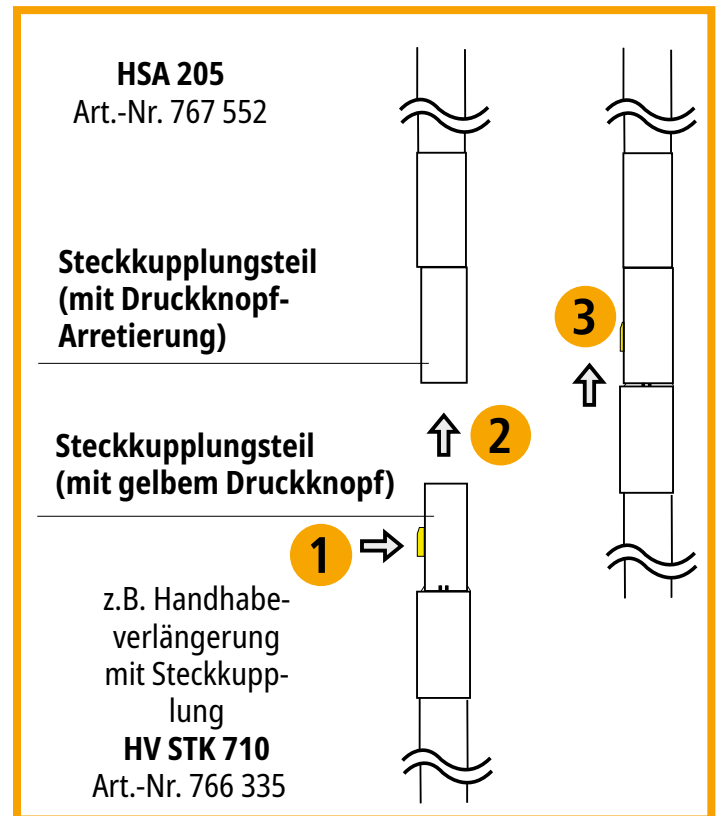 HSA 205
Art.-Nr. 767 552
Steckkupplungsteil
(mit Druckknopf-
Arretierung)
3
2
Steckkupplungsteil
(mit gelbem Druckknopf)
1
z.B. Handhabe-
verlängerung
mit Steckkupp-
lung
HV STK 710
Art.-Nr. 766 335